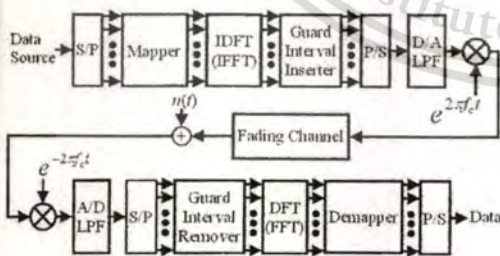 Data
Source
S/P
Mapper
IDFT
(IFFT)
Guard
Interval
Inserter
P/S
D/A
LPF
e^{2πf_c t}
n(t)
+
Fading Channel
e^{-2πf_c t}
A/D
LPF
S/P
Guard
Interval
Remover
DFT
(FFT)
Demapper
P/S
Data